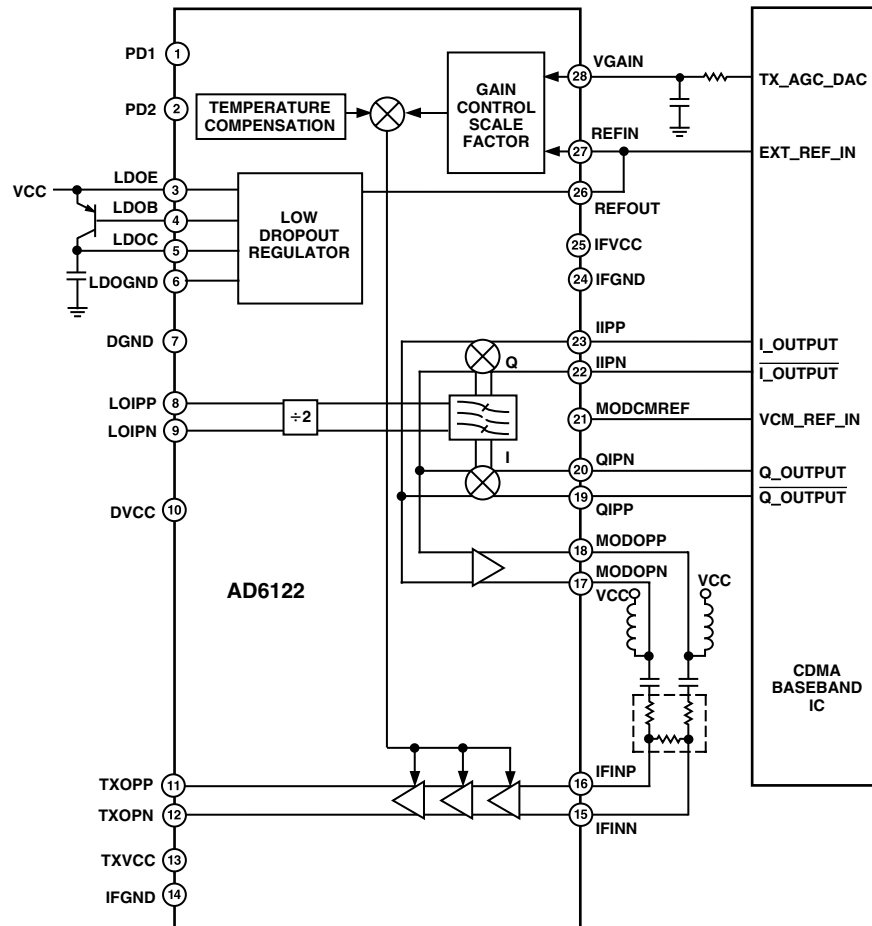 PD1
1
PD2
2
TEMPERATURE
COMPENSATION
GAIN
CONTROL
SCALE
FACTOR
28
VGAIN
TX_AGC_DAC
REFIN
27
EXT_REF_IN
26
REFOUT
VCC
LDOE
3
LDOB
4
LDOC
5
LDOGND
6
LOW
DROPOUT
REGULATOR
25
IFVCC
24
IFGND
DGND
7
IIPP
23
I_OUTPUT
Q
IIPN
22
I_OUTPUT
LOIPP
8
LOIPN
9
÷2
MODCMREF
21
VCM_REF_IN
I
QIPN
20
Q_OUTPUT
19
QIPP
Q_OUTPUT
DVCC
10
MODOPP
18
MODOPN
17
VCC
VCC
AD6122
CDMA
BASEBAND
IC
TXOPP
11
TXOPN
12
IFINP
16
15
IFINN
TXVCC
13
IFGND
14